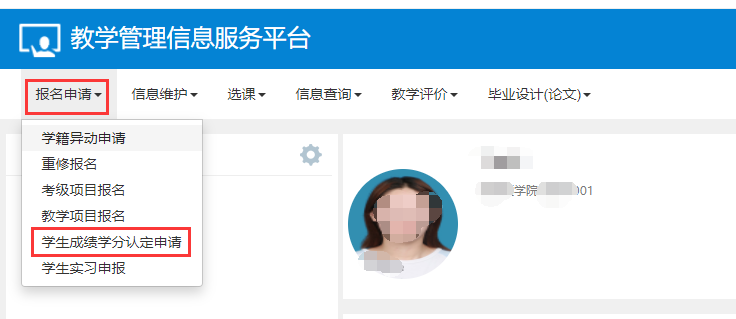 教学管理信息服务平台
报名申请 信息维护 选课 信息查询 教学评价 毕业设计(论文)
学籍异动申请
重修报名
考级项目报名
教学项目报名
学生成绩学分认定申请
学生实习申报
学院
001